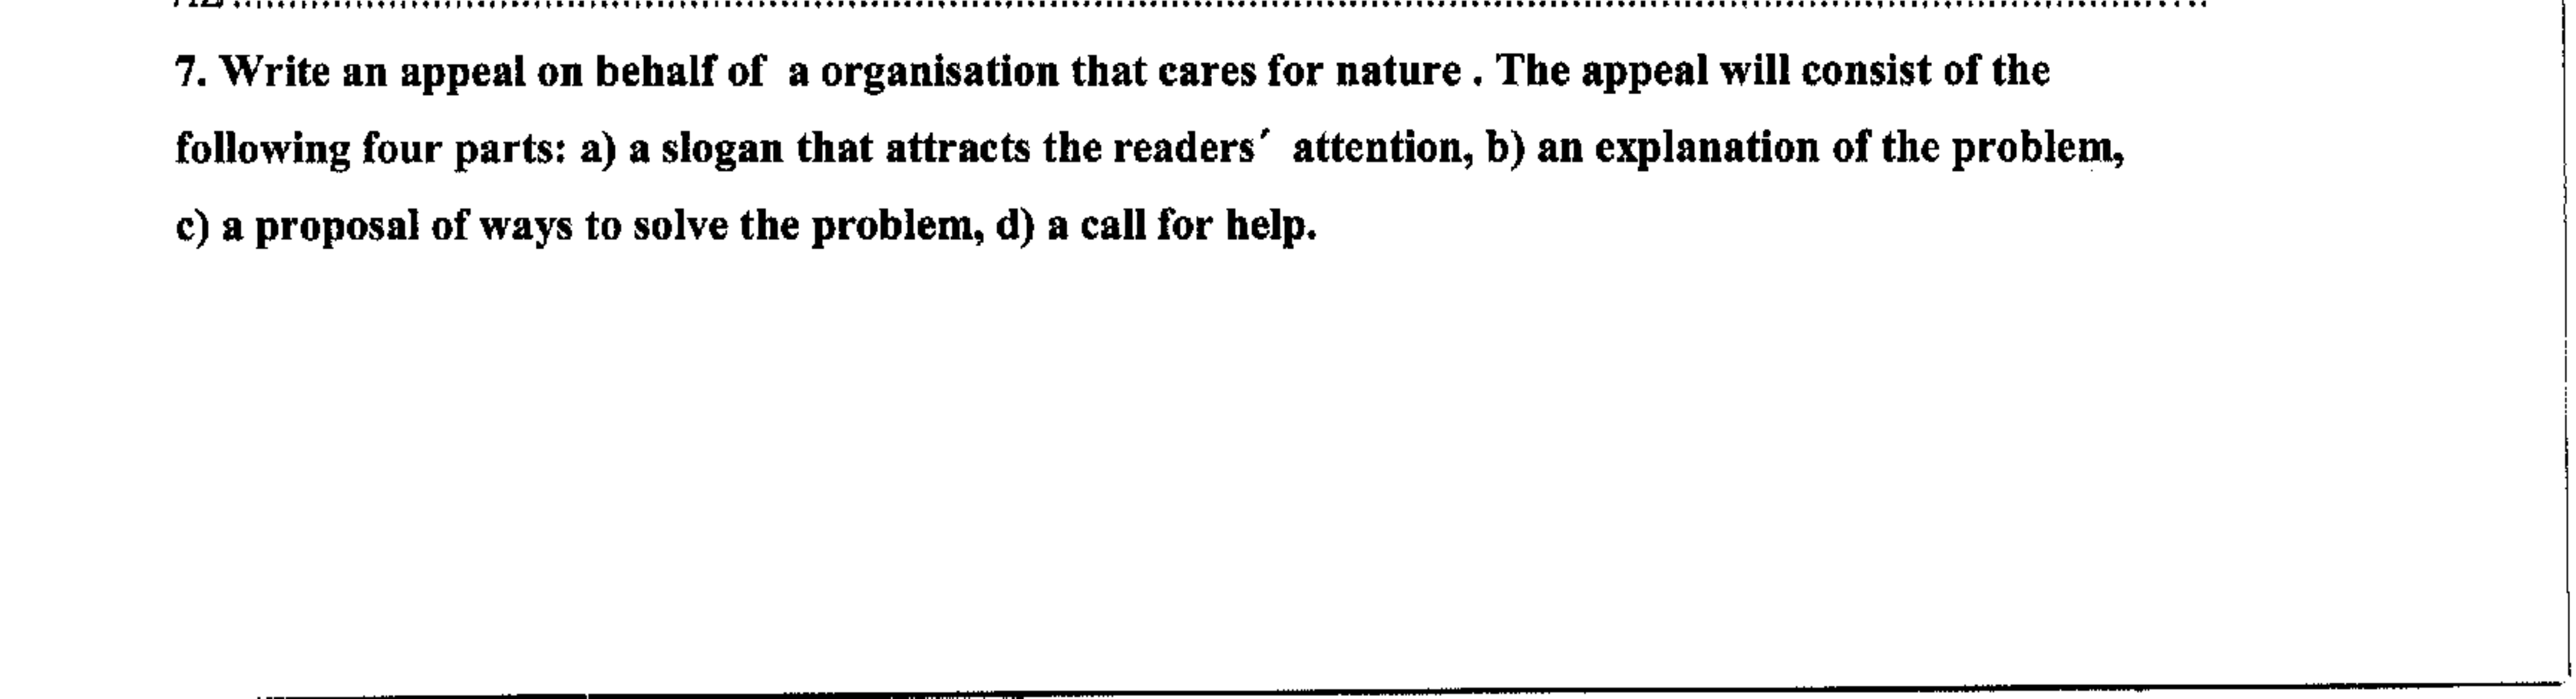 7. Write an appeal on behalf of a organisation that cares for nature . The appeal will consist of the
following four parts: a) a slogan that attracts the readers´ attention, b) an explanation of the problem,
c) a proposal of ways to solve the problem, d) a call for help.